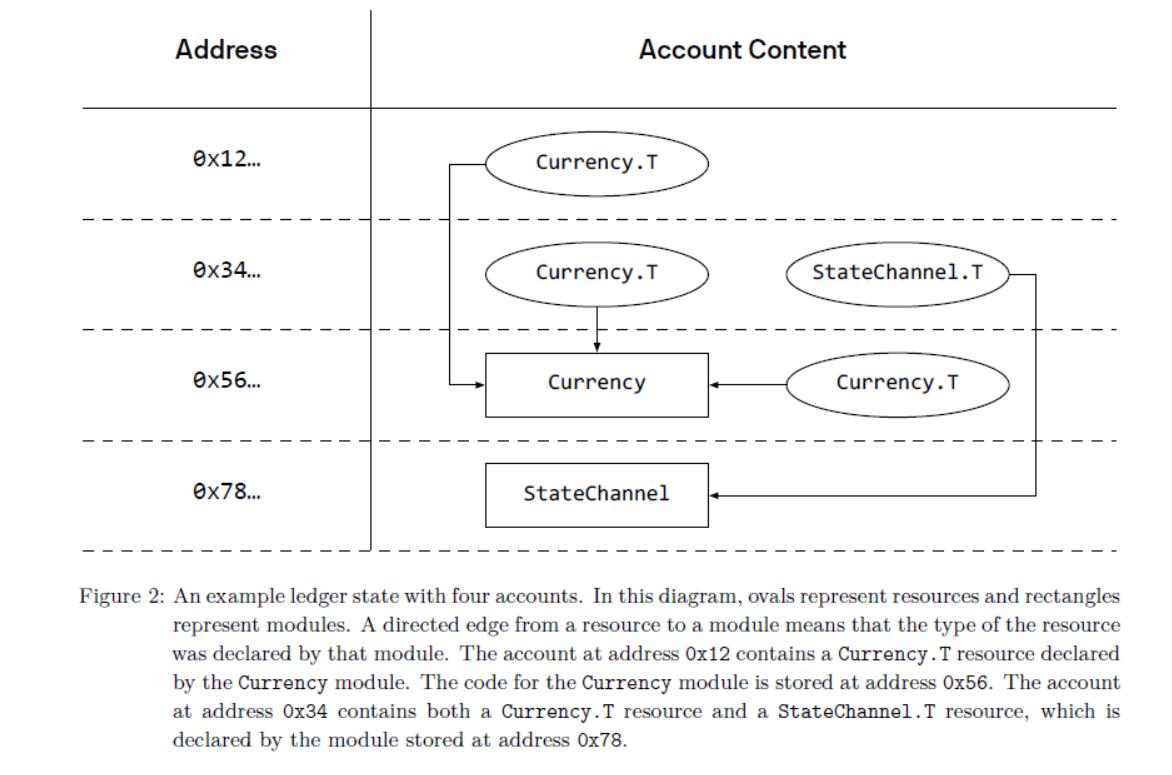 Address Account Content
0x12… Currency.T
0x34… Currency.T StateChannel.T
0x56… Currency Currency.T
0x78… StateChannel
Figure 2: An example ledger state with four accounts. In this diagram, ovals represent resources and rectangles
represent modules. A directed edge from a resource to a module means that the type of the resource
was declared by that module. The account at address 0x12 contains a Currency.T resource declared
by the Currency module. The code for the Currency module is stored at address 0x56. The account
at address 0x34 contains both a Currency.T resource and a StateChannel.T resource, which is
declared by the module stored at address 0x78.